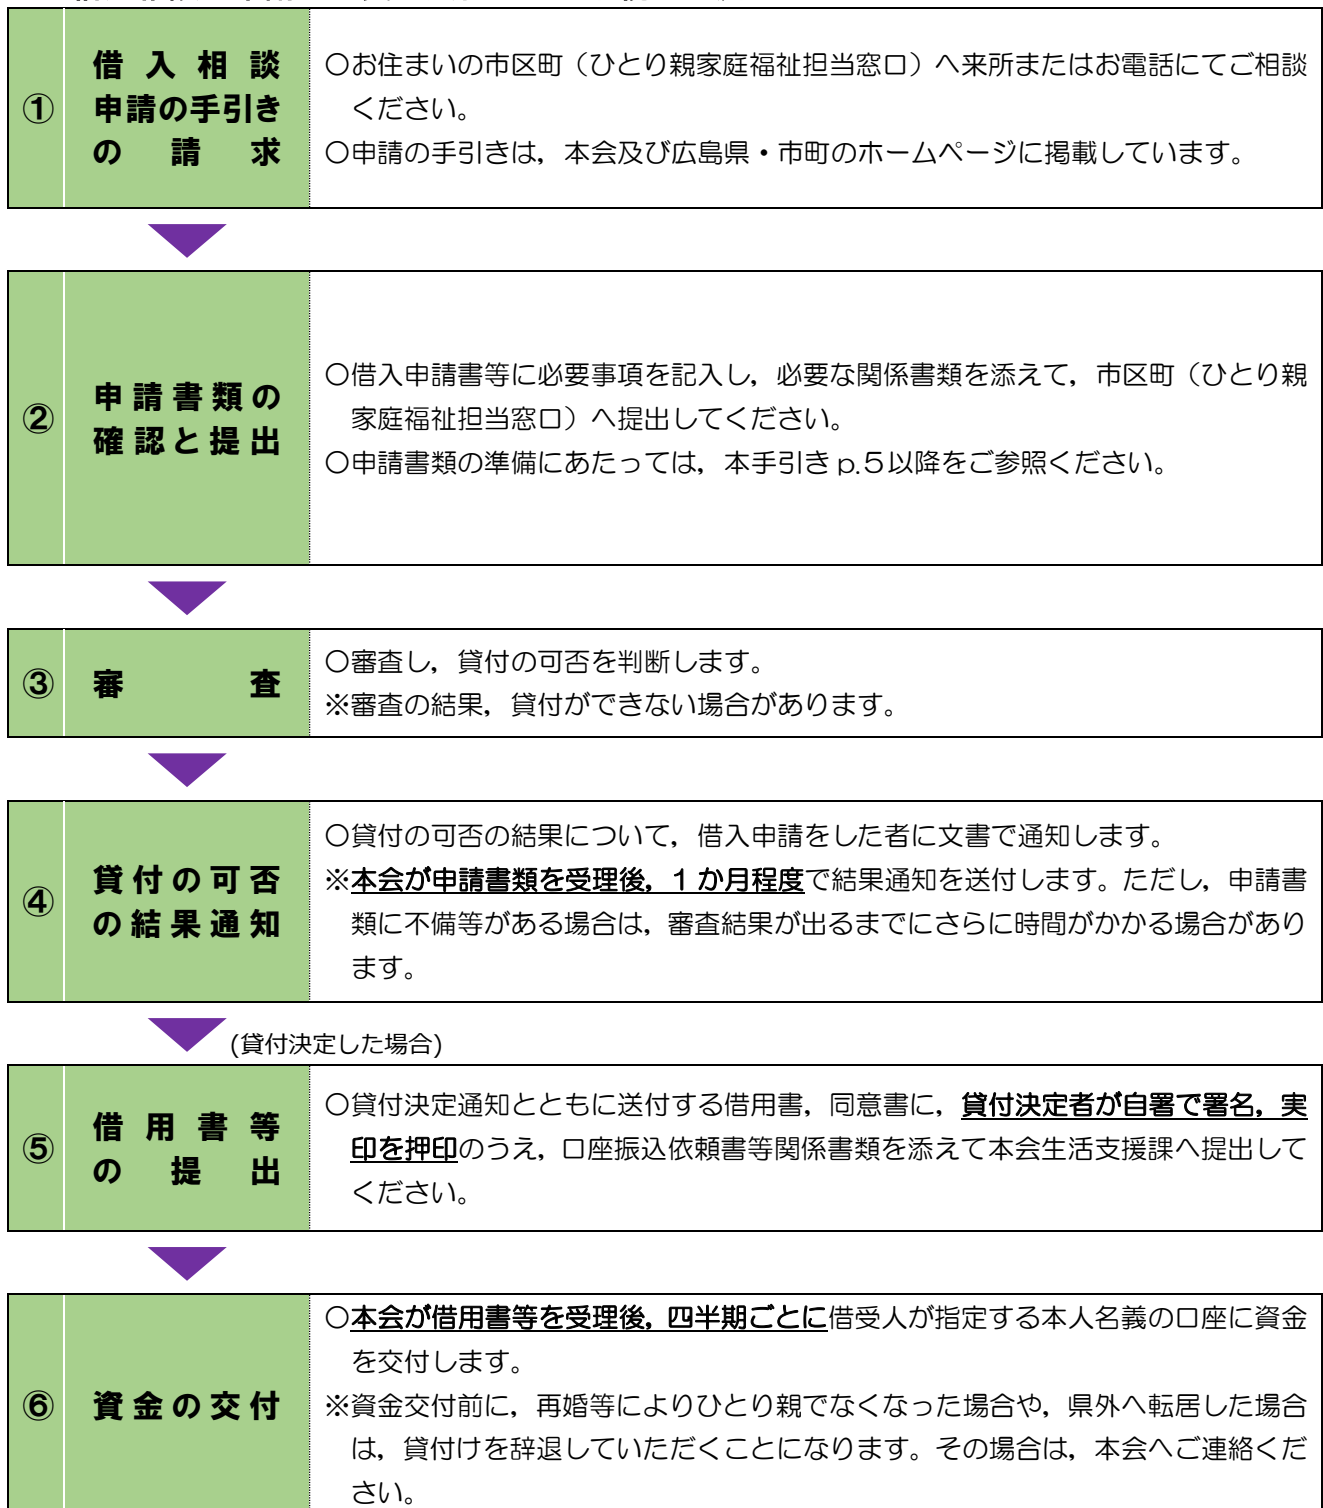 ①
借入相談
申請の手引き
の請求
〇お住まいの市区町（ひとり親家庭福祉担当窓口）へ来所またはお電話にてご相談
ください。
〇申請の手引きは，本会及び広島県・市町のホームページに掲載しています。
②
申請書類の
確認と提出
〇借入申請書等に必要事項を記入し，必要な関係書類を添えて，市区町（ひとり親
家庭福祉担当窓口）へ提出してください。
〇申請書類の準備にあたっては，本手引きp.5以降をご参照ください。
③
審査
〇審査し，貸付の可否を判断します。
※審査の結果，貸付ができない場合があります。
④
貸付の可否
の結果通知
〇貸付の可否の結果について，借入申請をした者に文書で通知します。
※本会が申請書類を受理後，1か月程度で結果通知を送付します。ただし，申請書
類に不備等がある場合は，審査結果が出るまでにさらに時間がかかる場合があり
ます。
(貸付決定した場合)
⑤
借用書等
の提出
〇貸付決定通知とともに送付する借用書，同意書に，貸付決定者が自署で署名，実
印を押印のうえ，口座振込依頼書等関係書類を添えて本会生活支援課へ提出して
ください。
⑥
資金の交付
〇本会が借用書等を受理後，四半期ごとに借受人が指定する本人名義の口座に資金
を交付します。
※資金交付前に，再婚等によりひとり親でなくなった場合や，県外へ転居した場合
は，貸付けを辞退していただくことになります。その場合は，本会へご連絡くだ
さい。